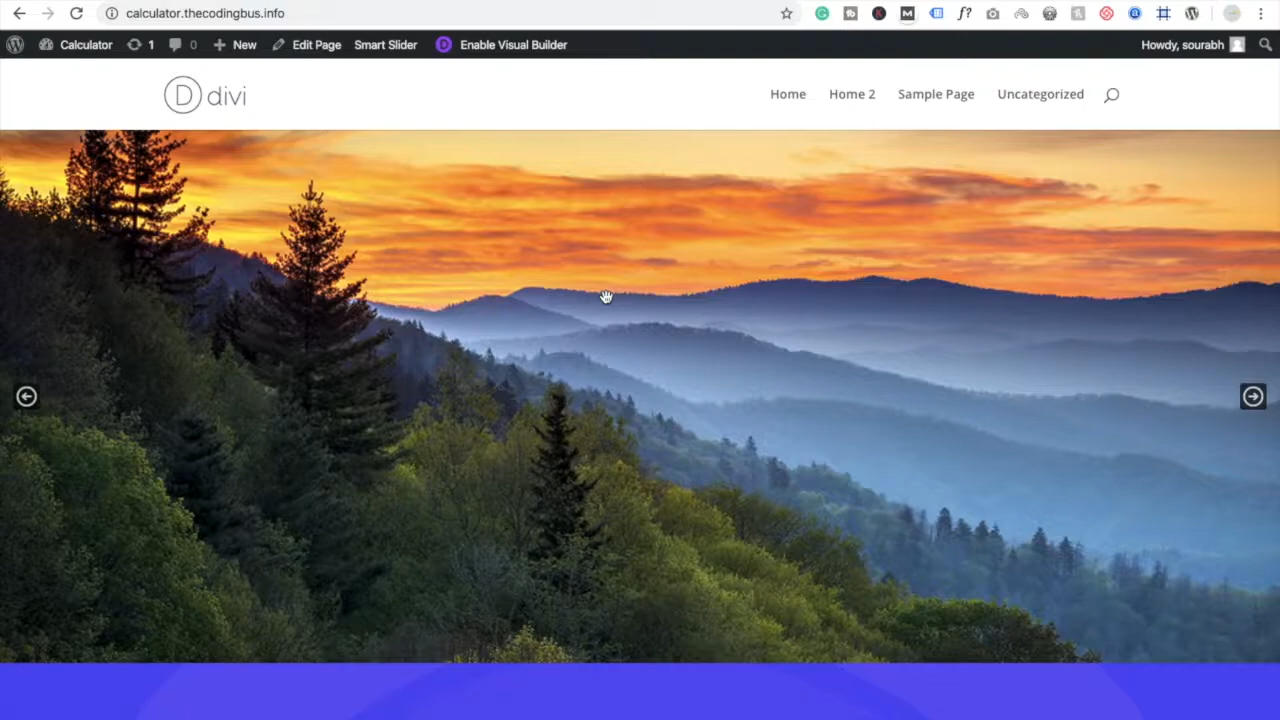 calculator.thecodingbus.info
Calculator 1 0 New Edit Page Smart Slider D Enable Visual Builder Howdy, sourabh
D divi Home Home 2 Sample Page Uncategorized